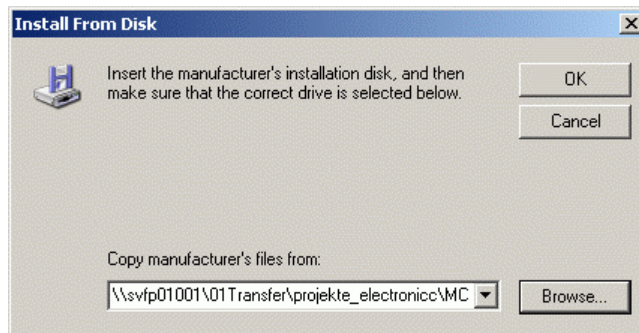 Install From Disk
Insert the manufacturer's installation disk, and then
make sure that the correct drive is selected below.
OK
Cancel
Copy manufacturer's files from:
\\svfp01001\01Transfer\projekte_electronicc\MC
Browse...